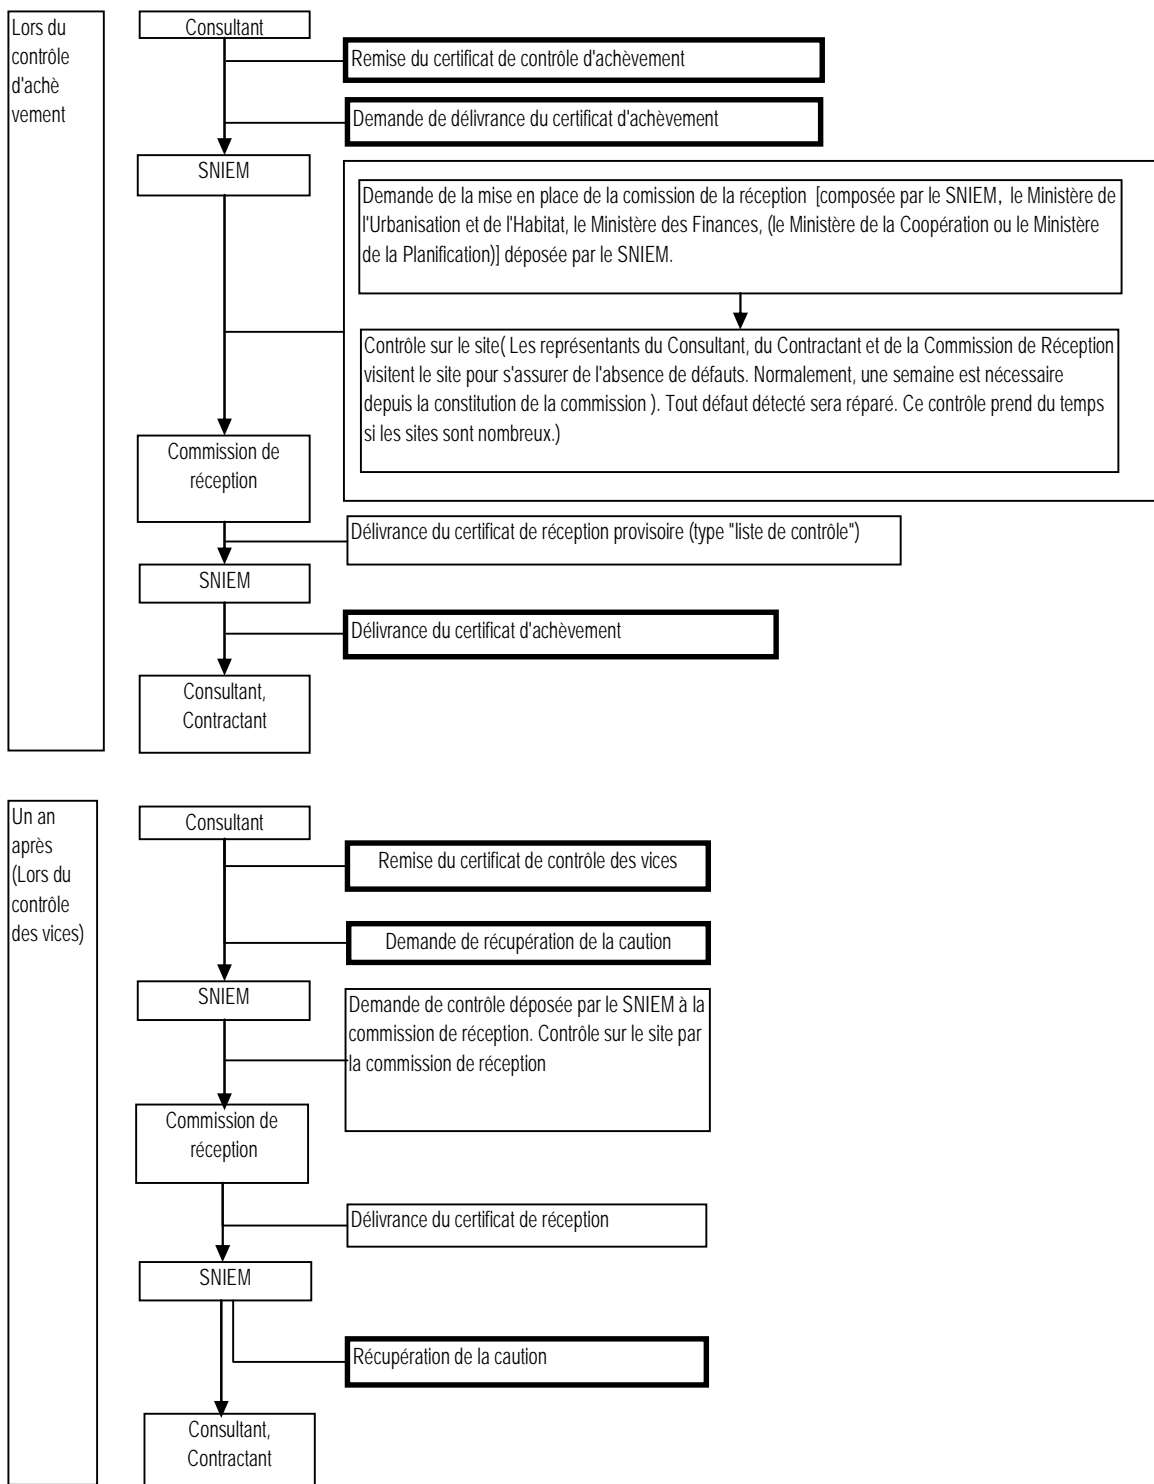 Lors du
contrôle
d'achè
vement
Consultant
Remise du certificat de contrôle d'achèvement
Demande de délivrance du certificat d'achèvement
SNIEM
Demande de la mise en place de la comission de la réception [composée par le SNIEM, le Ministère de
l'Urbanisation et de l'Habitat, le Ministère des Finances, (le Ministère de la Coopération ou le Ministère
de la Planification)] déposée par le SNIEM.
Contrôle sur le site( Les représentants du Consultant, du Contractant et de la Commission de Réception
visitent le site pour s'assurer de l'absence de défauts. Normalement, une semaine est nécessaire
depuis la constitution de la commission ). Tout défaut détecté sera réparé. Ce contrôle prend du temps
si les sites sont nombreux.)
Commission de
réception
Délivrance du certificat de réception provisoire (type "liste de contrôle")
SNIEM
Délivrance du certificat d'achèvement
Consultant,
Contractant
Un an
après
(Lors du
contrôle
des vices)
Consultant
Remise du certificat de contrôle des vices
Demande de récupération de la caution
SNIEM
Demande de contrôle déposée par le SNIEM à la
commission de réception. Contrôle sur le site par
la commission de réception
Commission de
réception
Délivrance du certificat de réception
SNIEM
Récupération de la caution
Consultant,
Contractant